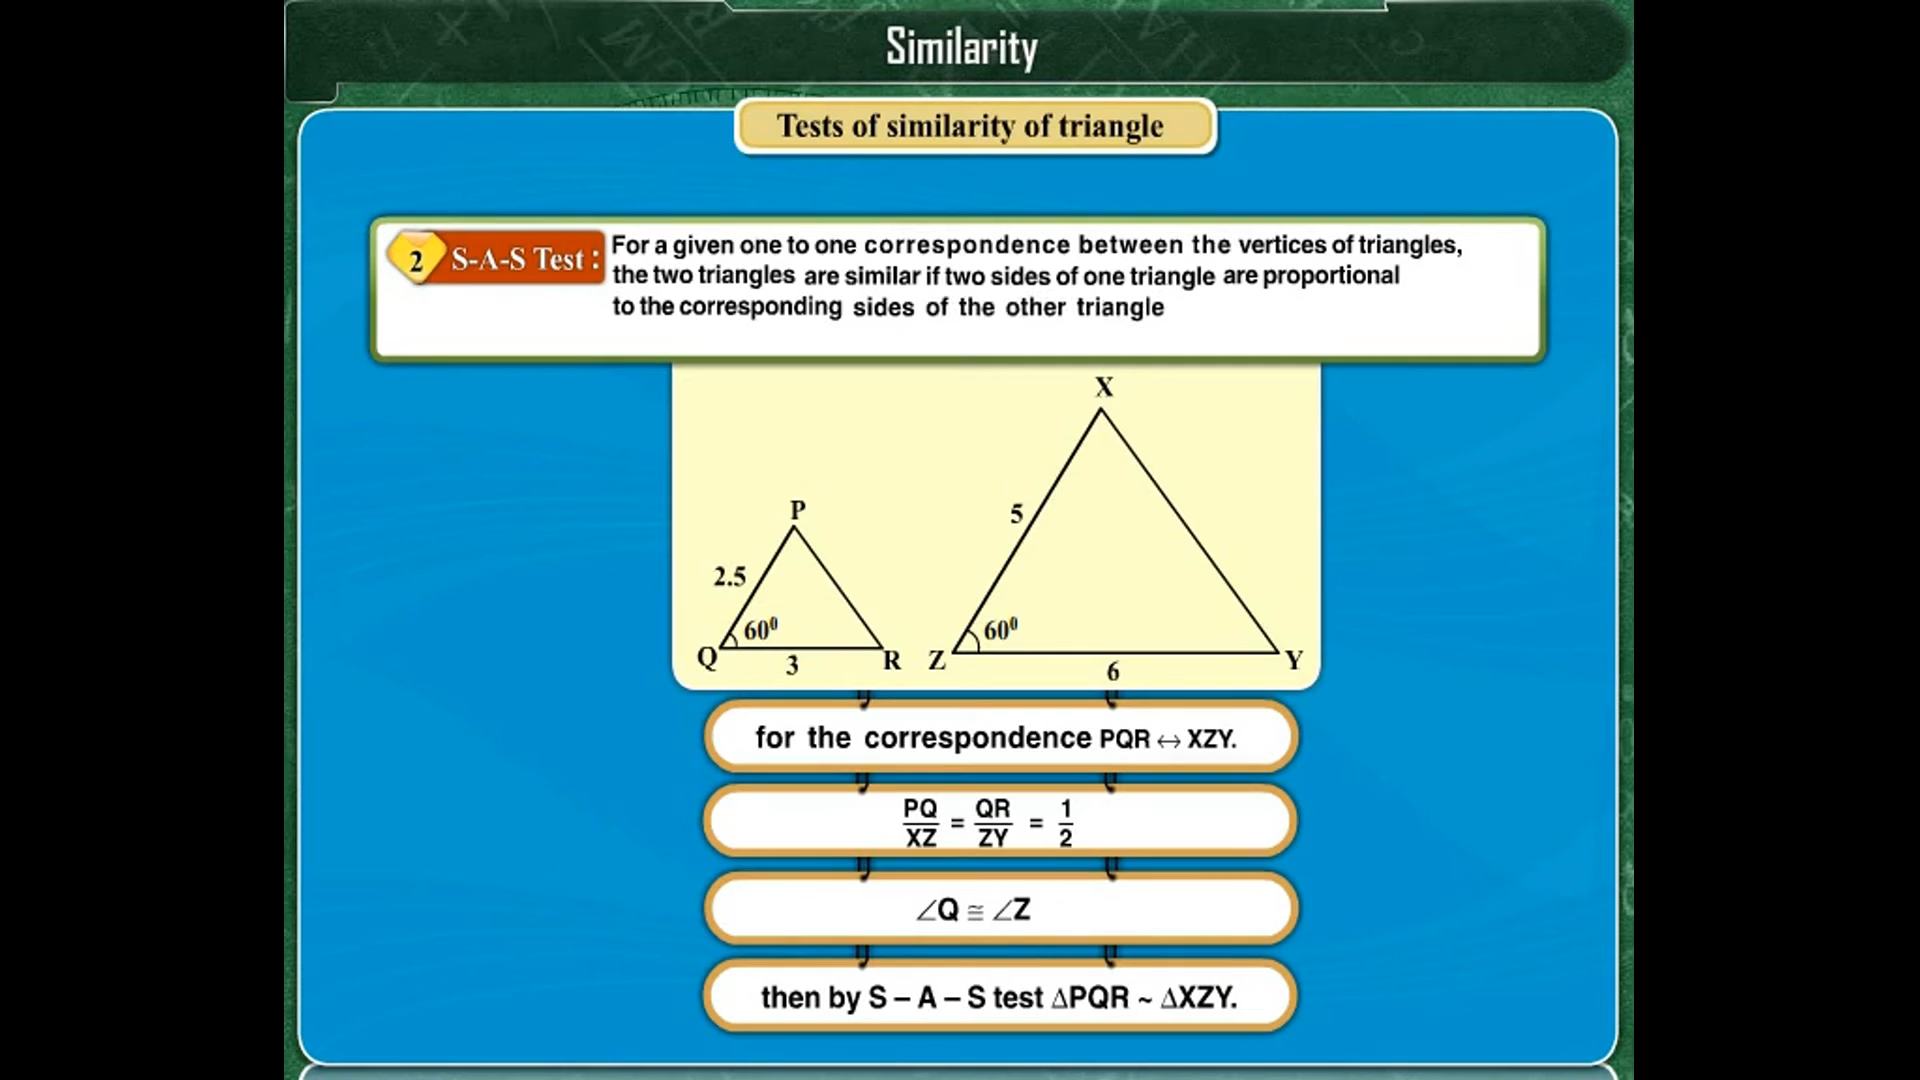 Similarity
Tests of similarity of triangle
2 S-A-S Test : For a given one to one correspondence between the vertices of triangles,
the two triangles are similar if two sides of one triangle are proportional
to the corresponding sides of the other triangle
X
5
P
2.5
60⁰
60⁰
Q
3
R
Z
6
Y
for the correspondence PQR ↔ XZY.
PQ/XZ = QR/ZY = 1/2
∠Q ≅ ∠Z
then by S – A – S test ΔPQR ~ ΔXZY.